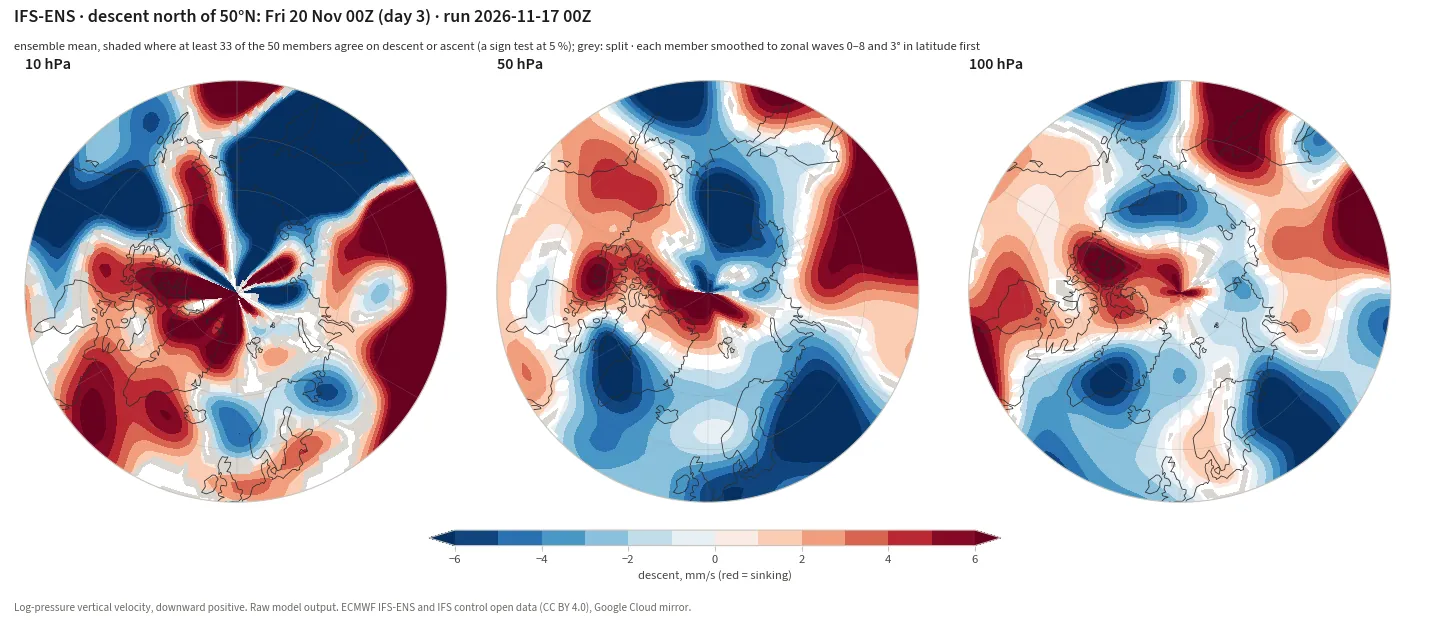 IFS-ENS · descent north of 50°N: Fri 20 Nov 00Z (day 3) · run 2026-11-17 00Z
ensemble mean, shaded where at least 33 of the 50 members agree on descent or ascent (a sign test at 5 %); grey: split · each member smoothed to zonal waves 0–8 and 3° in latitude first
10 hPa
50 hPa
100 hPa
−6 −4 −2 0 2 4 6
descent, mm/s (red = sinking)
Log-pressure vertical velocity, downward positive. Raw model output. ECMWF IFS-ENS and IFS control open data (CC BY 4.0), Google Cloud mirror.